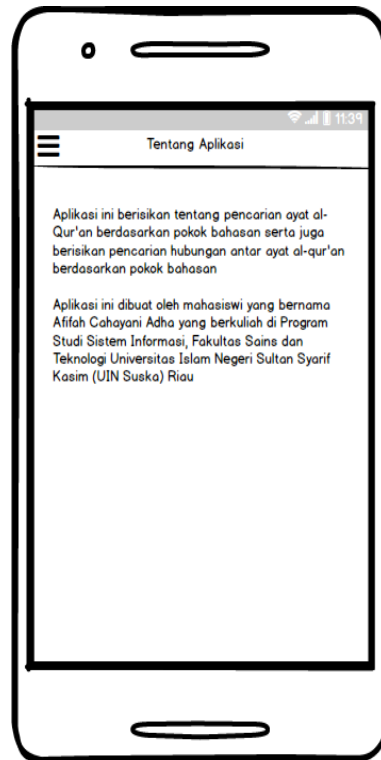 11:39
Tentang Aplikasi
Aplikasi ini berisikan tentang pencarian ayat al-
Qur'an berdasarkan pokok bahasan serta juga
berisikan pencarian hubungan antar ayat al-qur'an
berdasarkan pokok bahasan
Aplikasi ini dibuat oleh mahasiswi yang bernama
Afifah Cahayani Adha yang berkuliah di Program
Studi Sistem Informasi, Fakultas Sains dan
Teknologi Universitas Islam Negeri Sultan Syarif
Kasim (UIN Suska) Riau